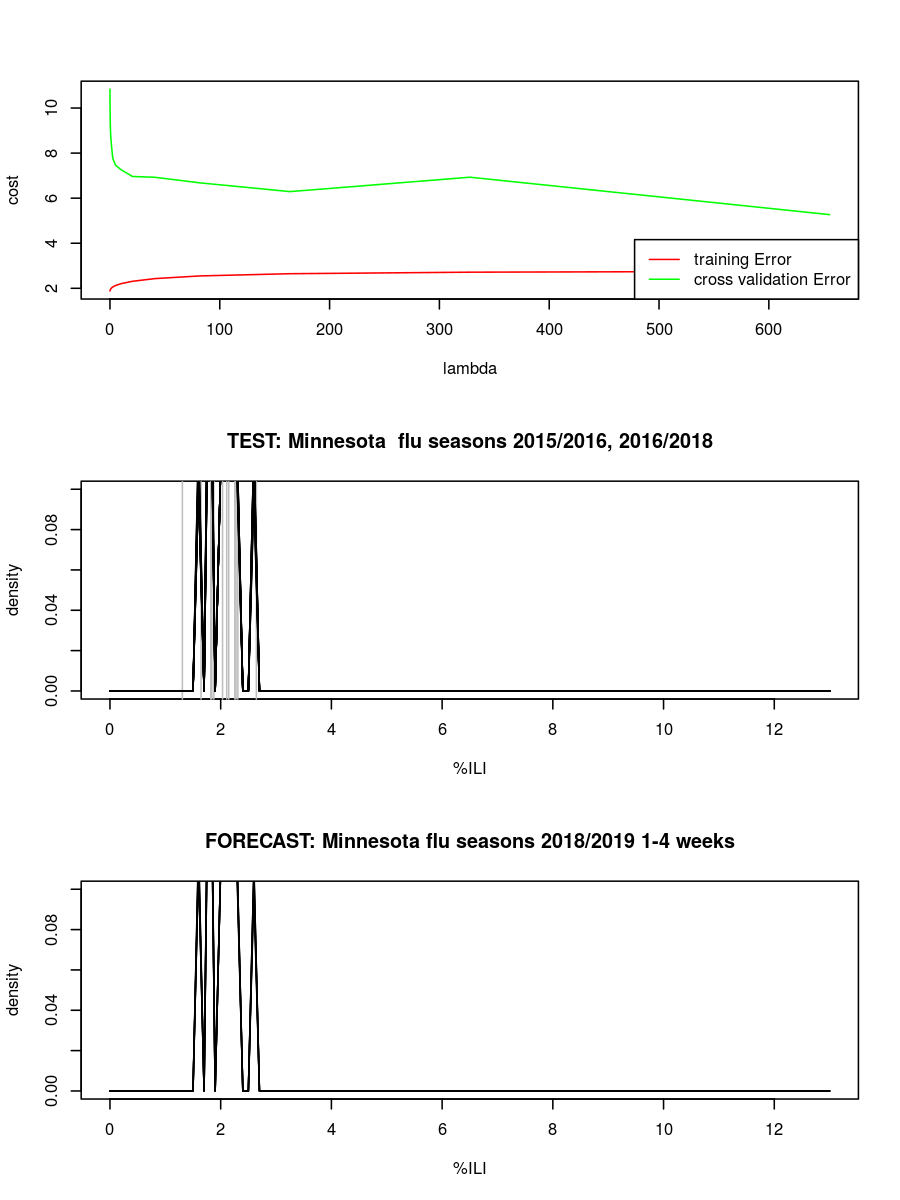 10
8
6
4
2
cost
training Error
cross validation Error
0 100 200 300 400 500 600
lambda
TEST: Minnesota  flu seasons 2015/2016, 2016/2018
0.08
0.04
0.00
density
0 2 4 6 8 10 12
%ILI
FORECAST: Minnesota flu seasons 2018/2019 1-4 weeks
0.08
0.04
0.00
density
0 2 4 6 8 10 12
%ILI